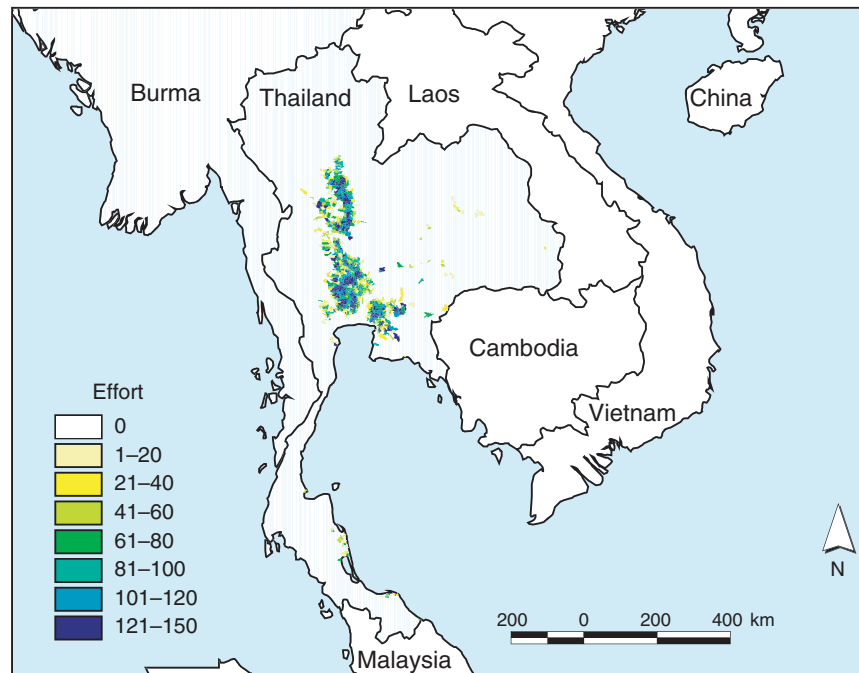 Burma
Thailand
Laos
China
Cambodia
Vietnam
Effort
0
1–20
21–40
41–60
61–80
81–100
101–120
121–150
N
200 0 200 400 km
Malaysia